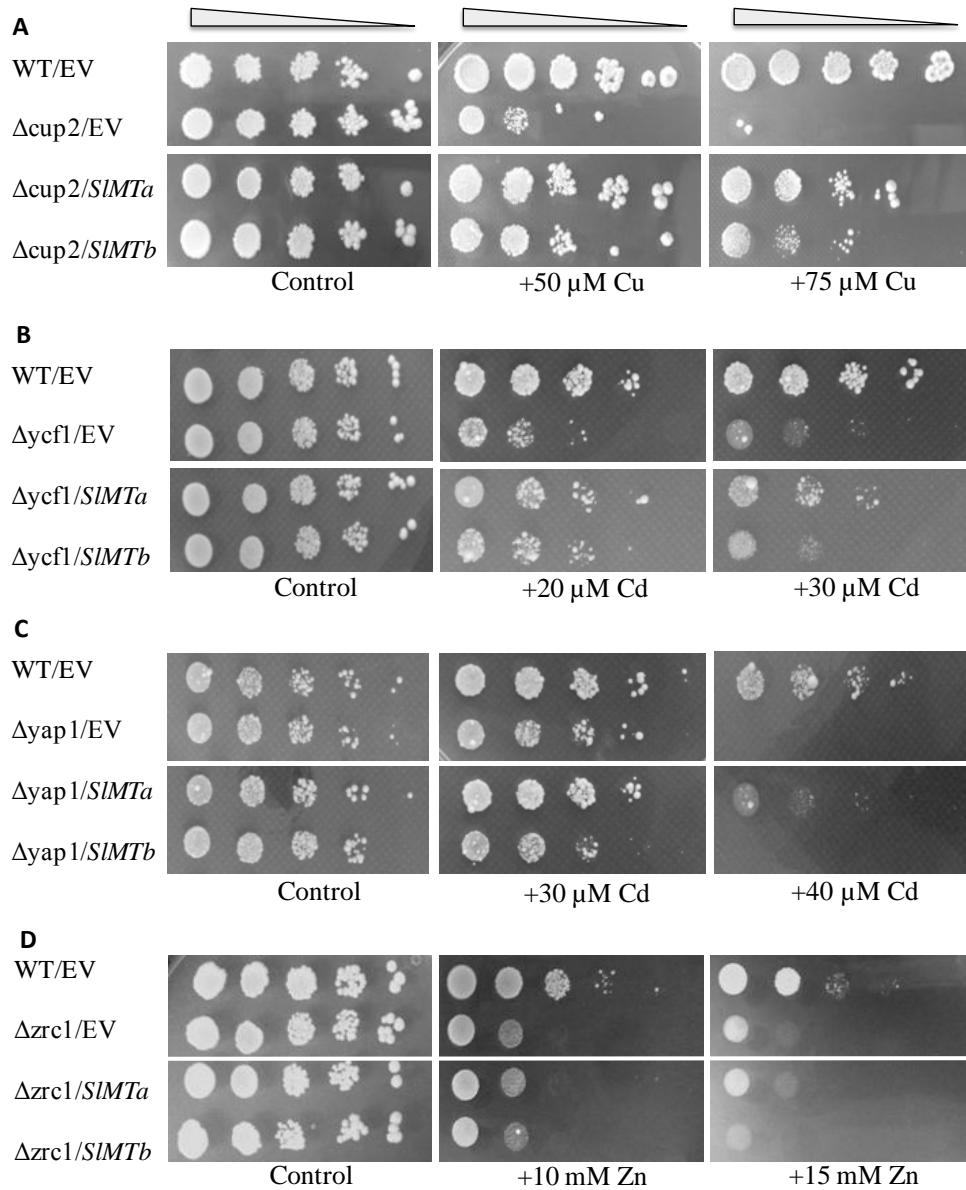 A
WT/EV
Δcup2/EV
Δcup2/SlMTa
Δcup2/SlMTb
Control
+50 µM Cu
+75 µM Cu
B
WT/EV
Δycf1/EV
Δycf1/SlMTa
Δycf1/SlMTb
Control
+20 µM Cd
+30 µM Cd
C
WT/EV
Δyap1/EV
Δyap1/SlMTa
Δyap1/SlMTb
Control
+30 µM Cd
+40 µM Cd
D
WT/EV
Δzrc1/EV
Δzrc1/SlMTa
Δzrc1/SlMTb
Control
+10 mM Zn
+15 mM Zn